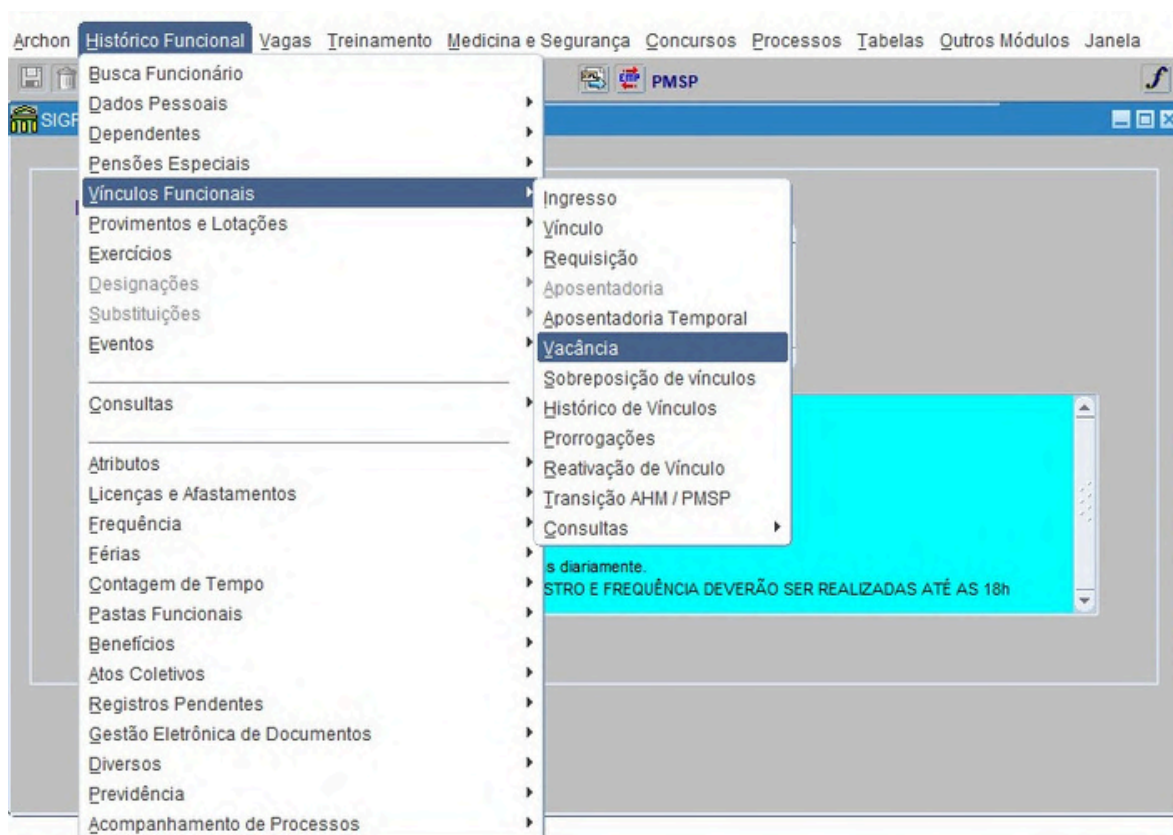 Archon Histórico Funcional Vagas Treinamento Medicina e Segurança Concursos Processos Tabelas Outros Módulos Janela
PMSP
Busca Funcionário
Dados Pessoais
Dependentes
Pensões Especiais
Vínculos Funcionais
Provimentos e Lotações
Exercícios
Designações
Substituições
Eventos
Consultas
Atributos
Licenças e Afastamentos
Frequência
Férias
Contagem de Tempo
Pastas Funcionais
Benefícios
Atos Coletivos
Registros Pendentes
Gestão Eletrônica de Documentos
Diversos
Previdência
Acompanhamento de Processos
Ingresso
Vínculo
Requisição
Aposentadoria
Aposentadoria Temporal
Vacância
Sobreposição de vínculos
Histórico de Vínculos
Prorrogações
Reativação de Vínculo
Transição AHM / PMSP
Consultas
s diariamente.
STRO E FREQUÊNCIA DEVERÃO SER REALIZADAS ATÉ AS 18h